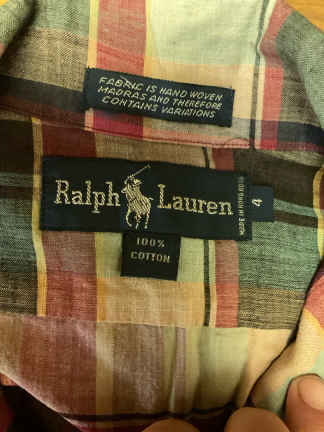 FABRIC IS HAND WOVEN
MADRAS AND THEREFORE
CONTAINS VARIATIONS
Ralph Lauren
4
100%
COTTON